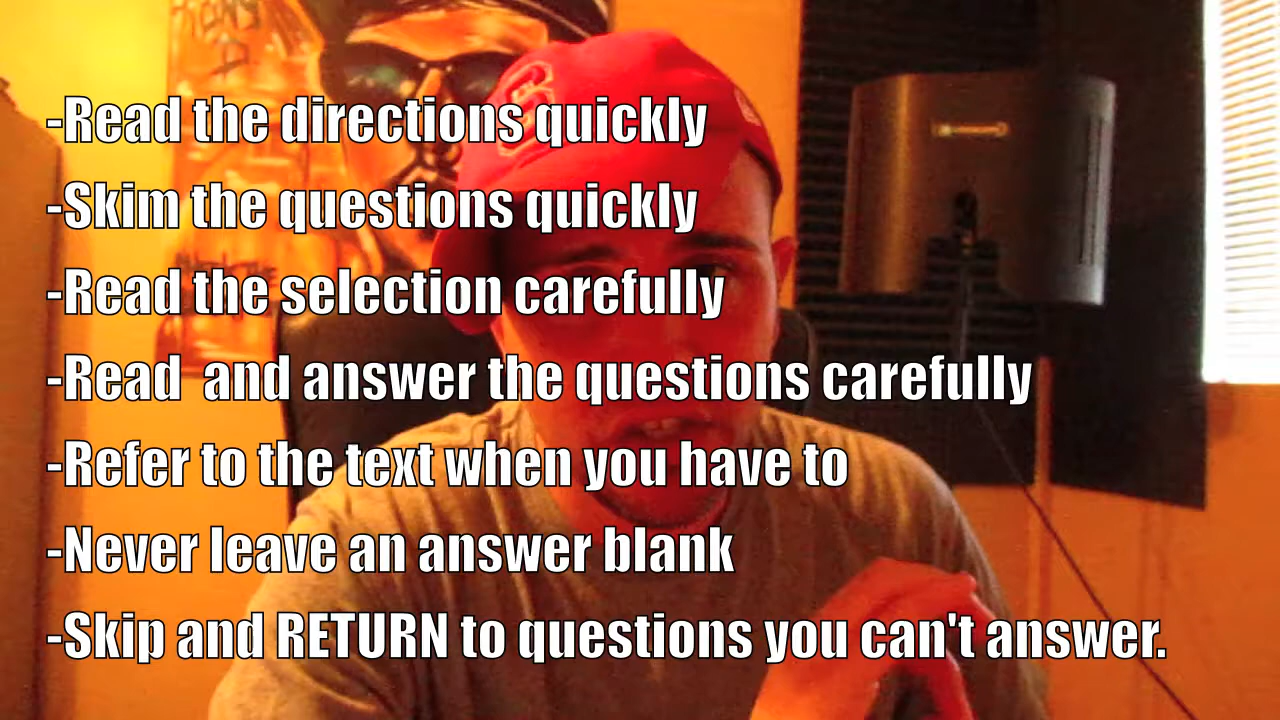 -Read the directions quickly
-Skim the questions quickly
-Read the selection carefully
-Read  and answer the questions carefully
-Refer to the text when you have to
-Never leave an answer blank
-Skip and RETURN to questions you can't answer.